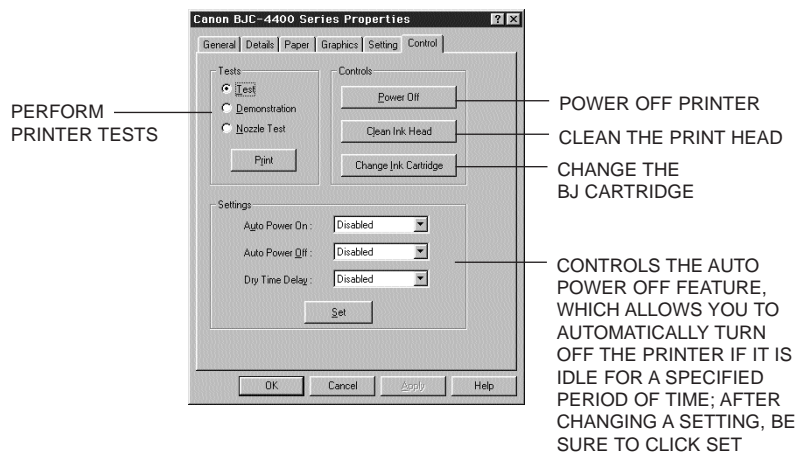 Canon BJC-4400 Series Properties
General Details Paper Graphics Setting Control
Tests
Test
Demonstration
Nozzle Test
Print
Controls
Power Off
Clean Ink Head
Change Ink Cartridge
PERFORM
PRINTER TESTS
POWER OFF PRINTER
CLEAN THE PRINT HEAD
CHANGE THE
BJ CARTRIDGE
Settings
Auto Power On : Disabled
Auto Power Off : Disabled
Dry Time Delay : Disabled
Set
CONTROLS THE AUTO
POWER OFF FEATURE,
WHICH ALLOWS YOU TO
AUTOMATICALLY TURN
OFF THE PRINTER IF IT IS
IDLE FOR A SPECIFIED
PERIOD OF TIME; AFTER
CHANGING A SETTING, BE
SURE TO CLICK SET
OK Cancel Apply Help